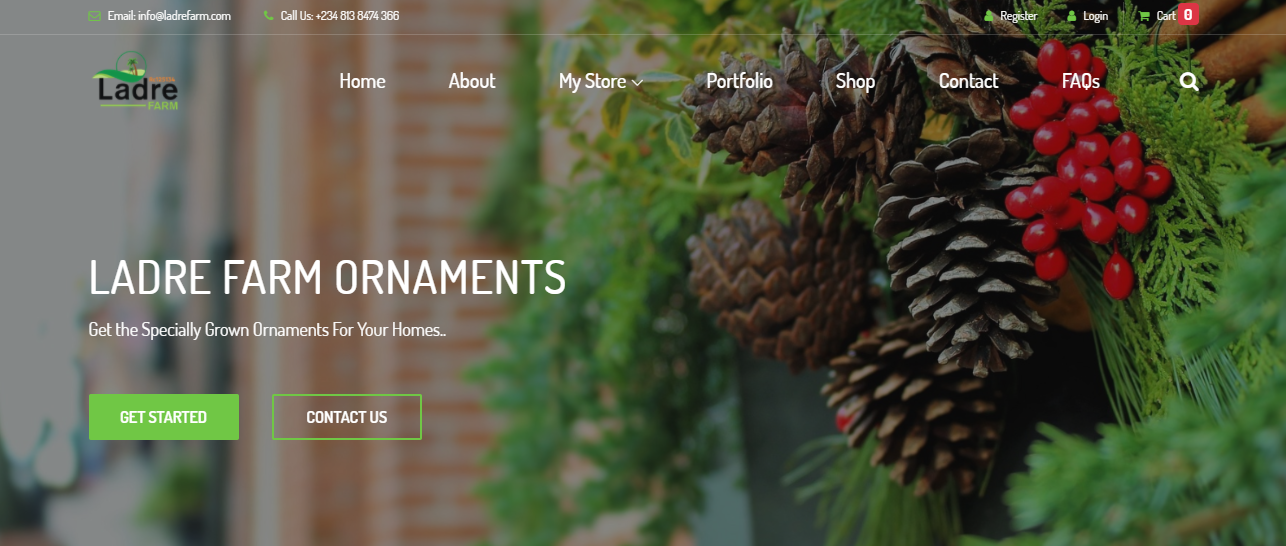 Email: info@ladrefarm.com Call Us: +234 813 8474 366 Register Login Cart 0
Ladre
FARM
Home About My Store Portfolio Shop Contact FAQs
LADRE FARM ORNAMENTS
Get the Specially Grown Ornaments For Your Homes..
GET STARTED CONTACT US